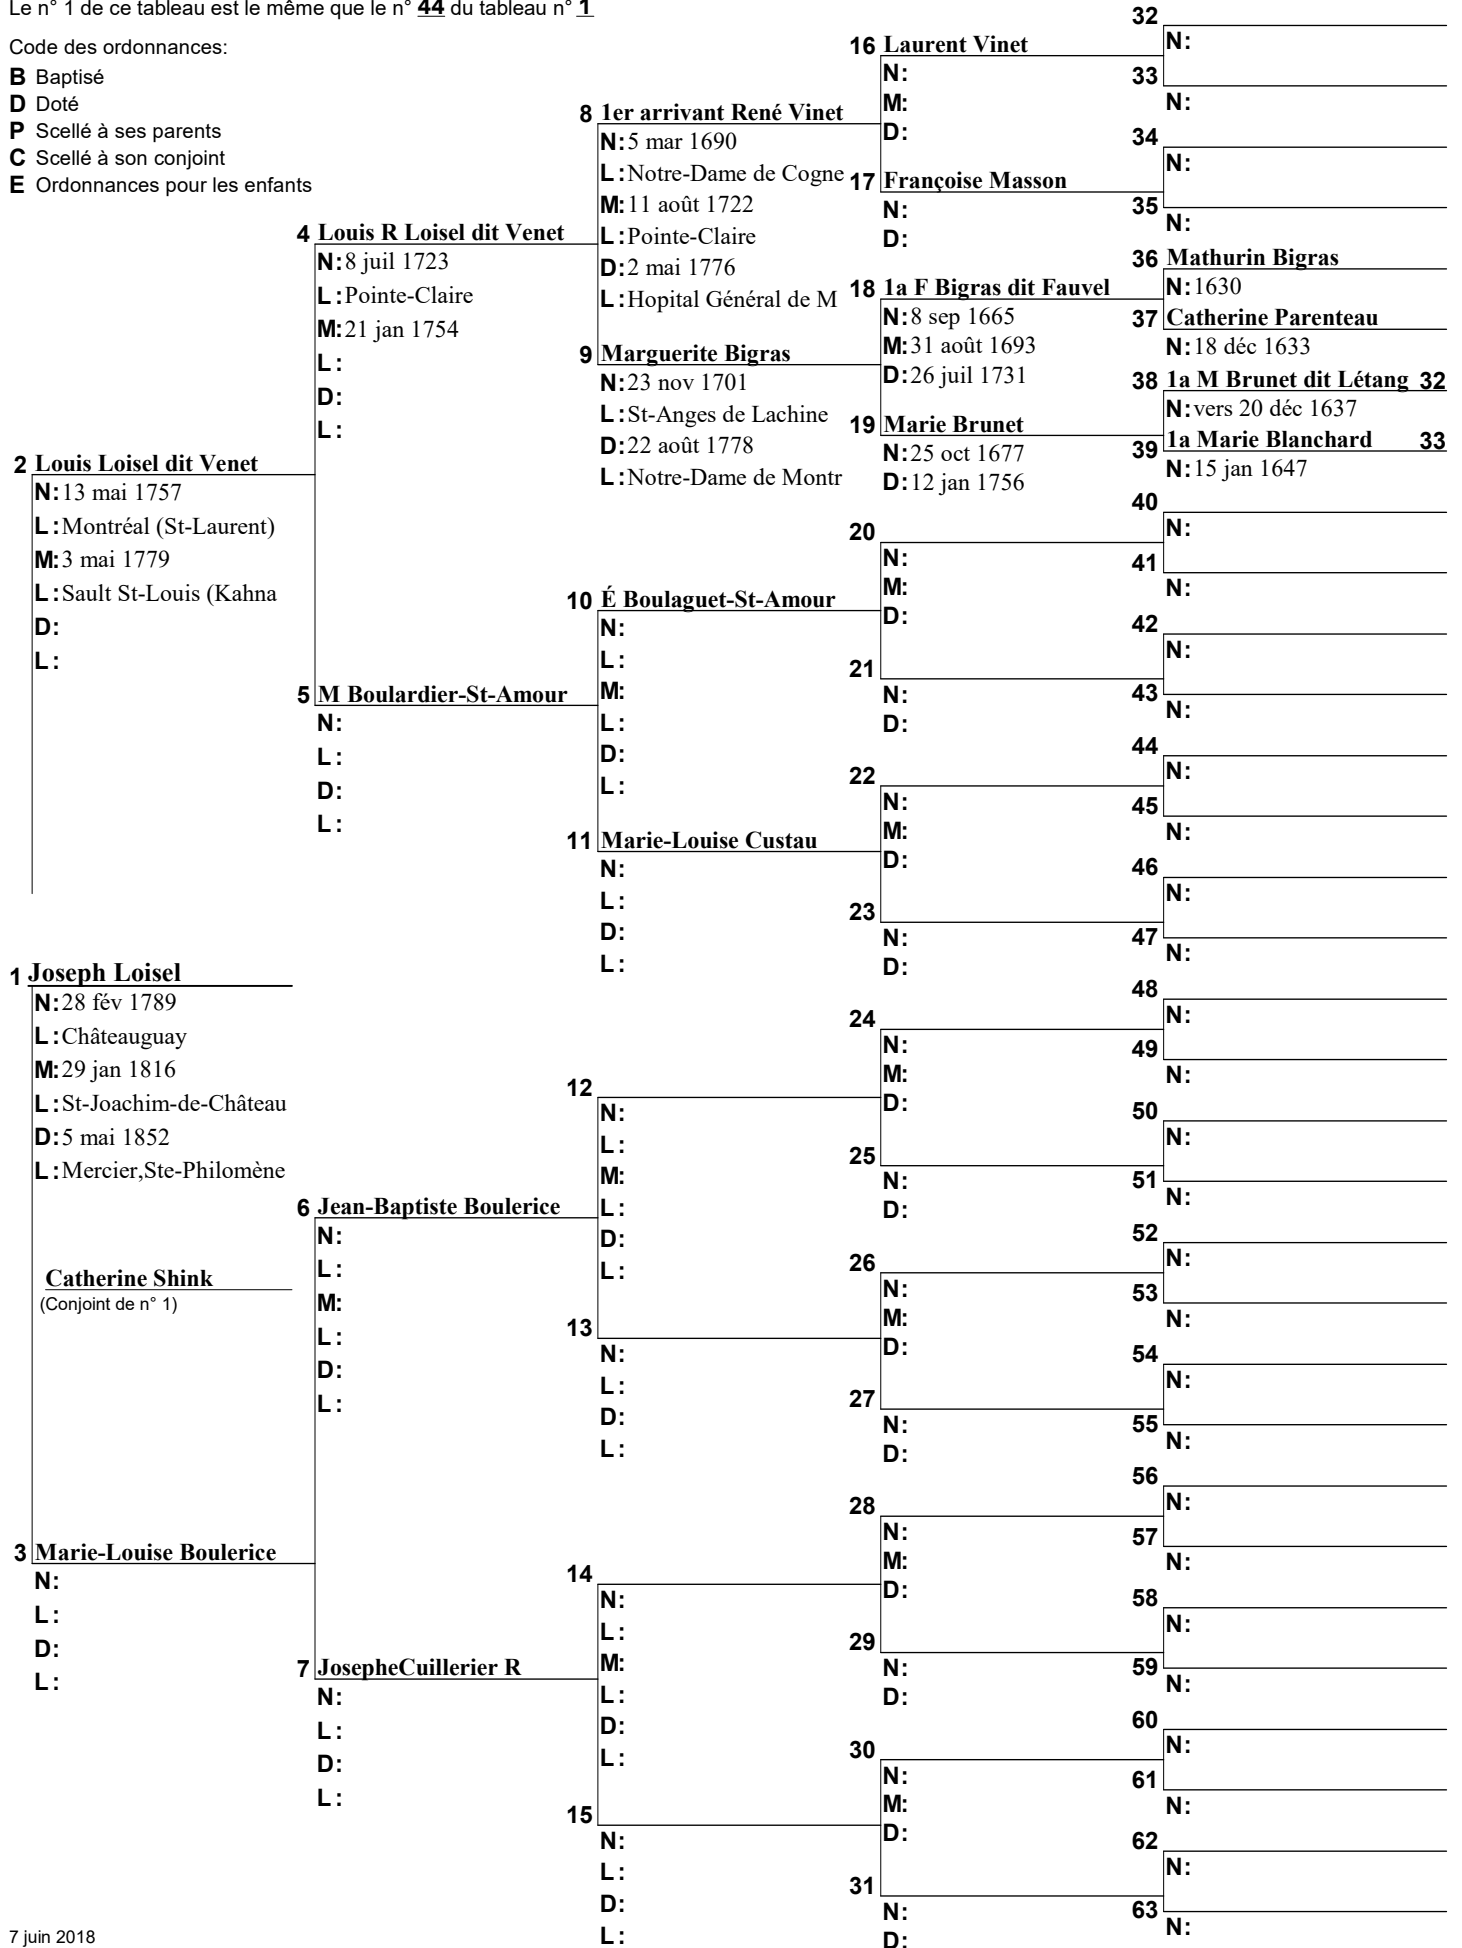 Le n° 1 de ce tableau est le même que le n° 44 du tableau n° 1
Code des ordonnances:
B Baptisé
D Doté
P Scellé à ses parents
C Scellé à son conjoint
E Ordonnances pour les enfants
2 Louis Loisel dit Venet
N: 13 mai 1757
L: Montréal (St-Laurent)
M: 3 mai 1779
L: Sault St-Louis (Kahna
D:
L:
1 Joseph Loisel
N: 28 fév 1789
L: Châteauguay
M: 29 jan 1816
L: St-Joachim-de-Château
D: 5 mai 1852
L: Mercier,Ste-Philomène
Catherine Shink
(Conjoint de n° 1)
3 Marie-Louise Boulerice
N:
L:
D:
L:
4 Louis R Loisel dit Venet
N: 8 juil 1723
L: Pointe-Claire
M: 21 jan 1754
L:
D:
L:
5 M Boulardier-St-Amour
N:
L:
D:
L:
6 Jean-Baptiste Boulerice
N:
L:
M:
L:
D:
L:
7 JosepheCuillerier R
N:
L:
D:
L:
8 1er arrivant René Vinet
N: 5 mar 1690
L: Notre-Dame de Cogne
M: 11 août 1722
L: Pointe-Claire
D: 2 mai 1776
L: Hopital Général de M
9 Marguerite Bigras
N: 23 nov 1701
L: St-Anges de Lachine
D: 22 août 1778
L: Notre-Dame de Montr
10 É Boulaguet-St-Amour
N:
L:
M:
L:
D:
L:
11 Marie-Louise Custau
N:
L:
D:
L:
12
N:
L:
M:
L:
D:
L:
13
N:
L:
D:
L:
14
N:
L:
M:
L:
D:
L:
15
N:
L:
D:
L:
16 Laurent Vinet
N:
M:
D:
17 Françoise Masson
N:
D:
18 1a F Bigras dit Fauvel
N: 8 sep 1665
M: 31 août 1693
D: 26 juil 1731
19 Marie Brunet
N: 25 oct 1677
D: 12 jan 1756
20
N:
M:
D:
21
N:
D:
22
N:
M:
D:
23
N:
D:
24
N:
M:
D:
25
N:
D:
26
N:
M:
D:
27
N:
D:
28
N:
M:
D:
29
N:
D:
30
N:
M:
D:
31
N:
D:
32
N:
33
N:
34
N:
35
N:
36 Mathurin Bigras
N: 1630
37 Catherine Parenteau
N: 18 déc 1633
38 1a M Brunet dit Létang 32
N: vers 20 déc 1637
39 1a Marie Blanchard 33
N: 15 jan 1647
40
N:
41
N:
42
N:
43
N:
44
N:
45
N:
46
N:
47
N:
48
N:
49
N:
50
N:
51
N:
52
N:
53
N:
54
N:
55
N:
56
N:
57
N:
58
N:
59
N:
60
N:
61
N:
62
N:
63
N:
7 juin 2018